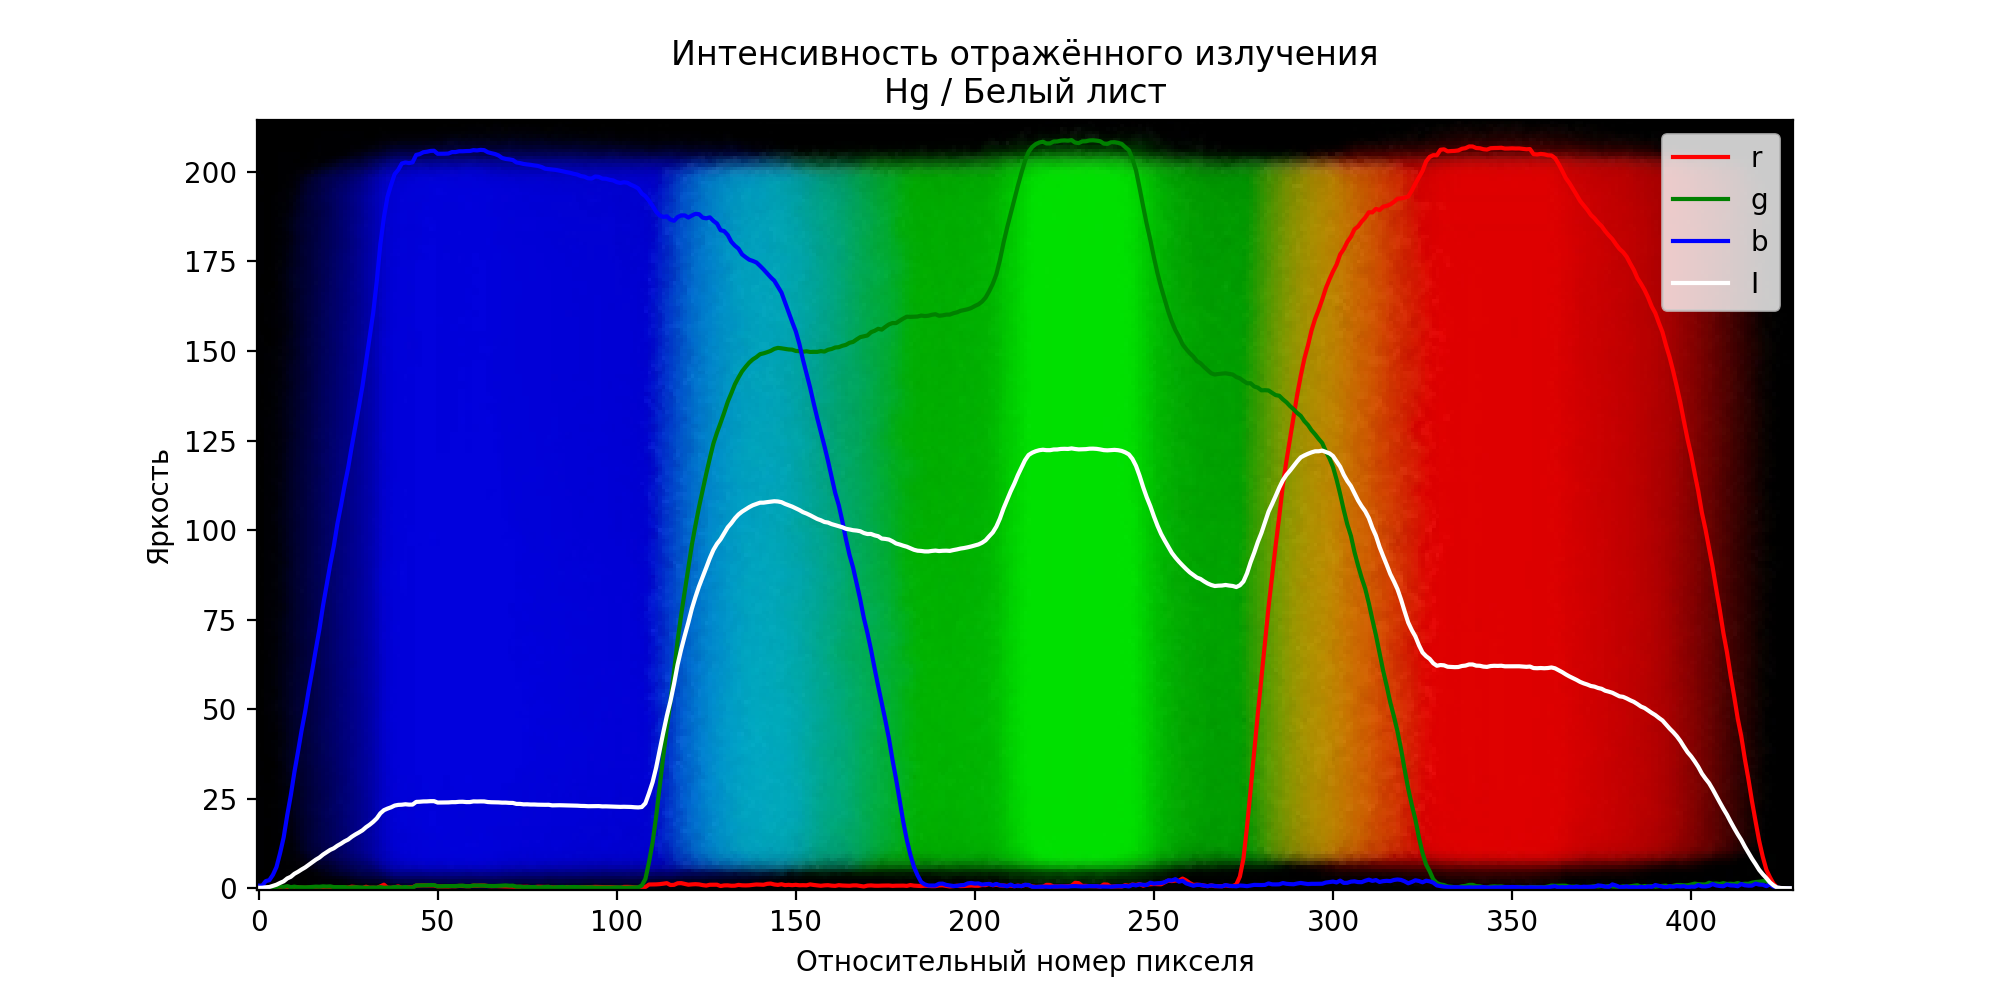 Интенсивность отражённого излучения
Hg / Белый лист
r
g
b
l
Яркость
200
175
150
125
100
75
50
25
0
0 50 100 150 200 250 300 350 400
Относительный номер пикселя